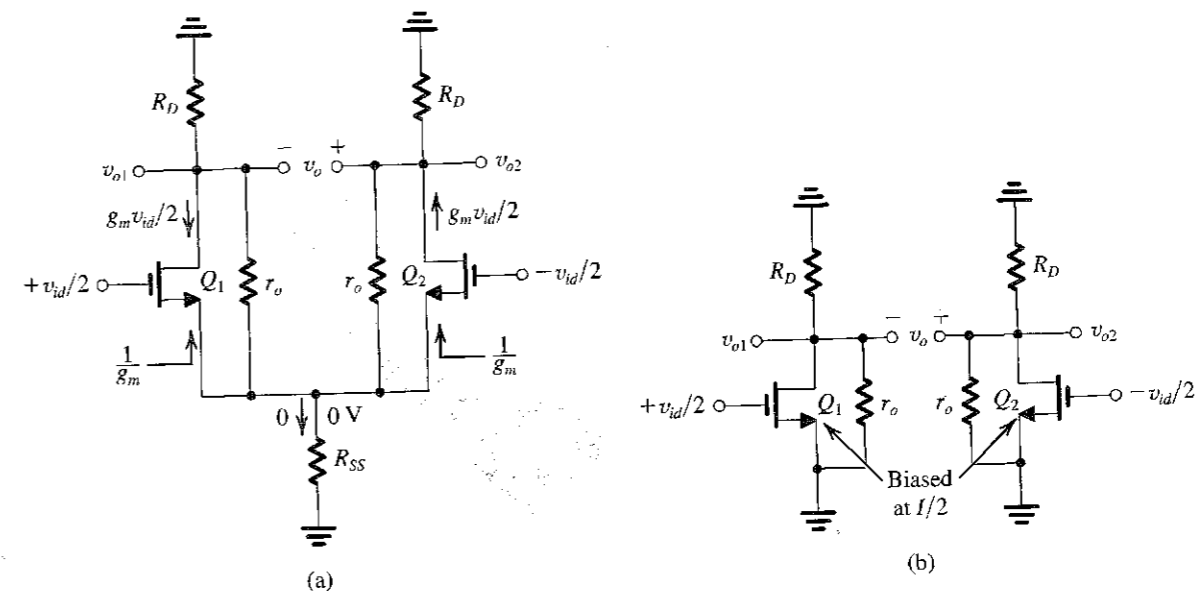 R_D
R_D
v_o1
− v_o +
v_o2
g_m v_id/2
g_m v_id/2
+v_id/2
Q_1
r_o
r_o
Q_2
−v_id/2
1/g_m
1/g_m
0
0 V
R_SS
(a)
R_D
R_D
v_o1
− v_o +
v_o2
+v_id/2
Q_1
r_o
r_o
Q_2
−v_id/2
Biased
at I/2
(b)